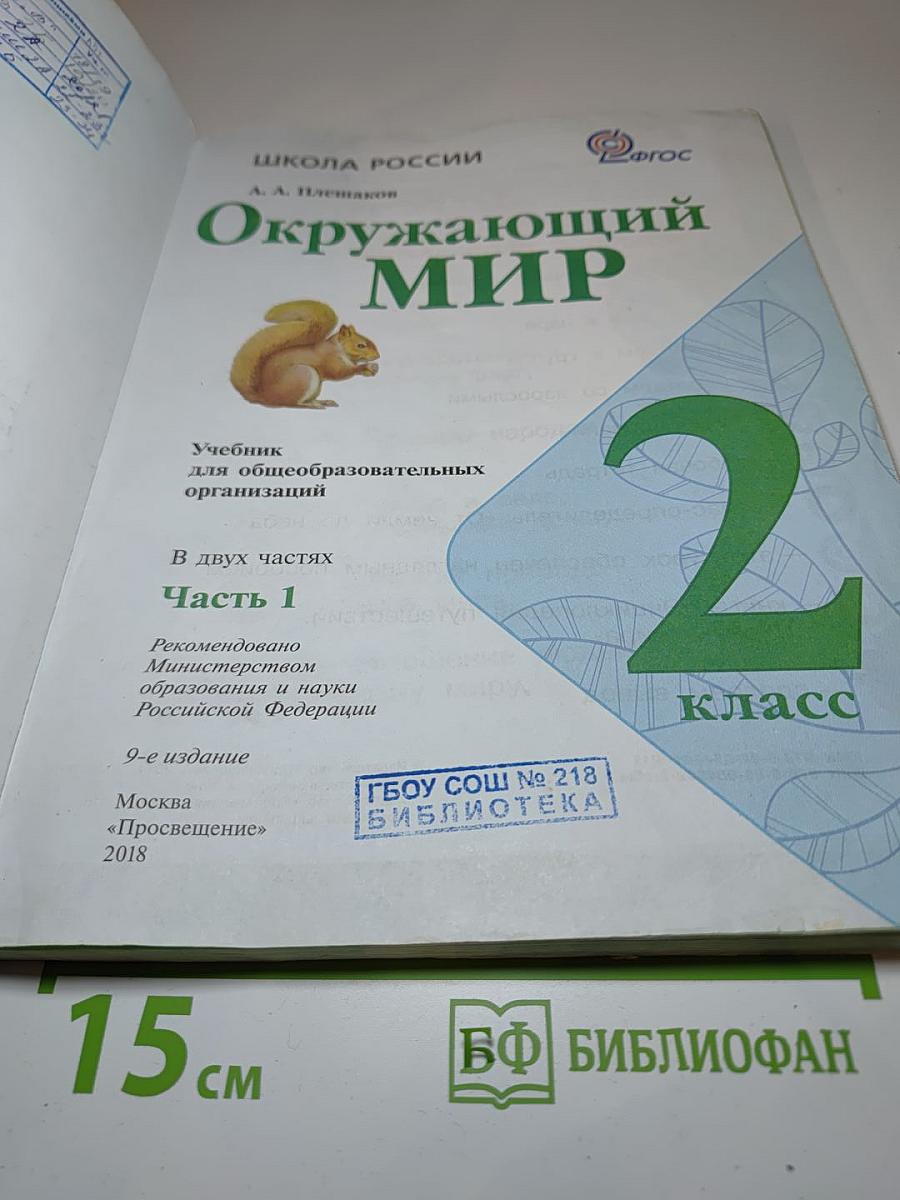 ШКОЛА РОССИИ
ФГОС
А. А. Плешаков
Окружающий
МИР
Учебник
для общеобразовательных
организаций
В двух частях
Часть 1
2
класс
Рекомендовано
Министерством
образования и науки
Российской Федерации
9-е издание
ГБОУ СОШ № 218
БИБЛИОТЕКА
Москва
«Просвещение»
2018
15 см
БФ БИБЛИОФАН